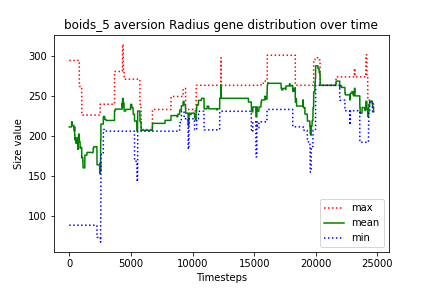 boids_5 aversion Radius gene distribution over time
Size value
300
250
200
150
100
0
5000
10000
15000
20000
25000
Timesteps
max
mean
min